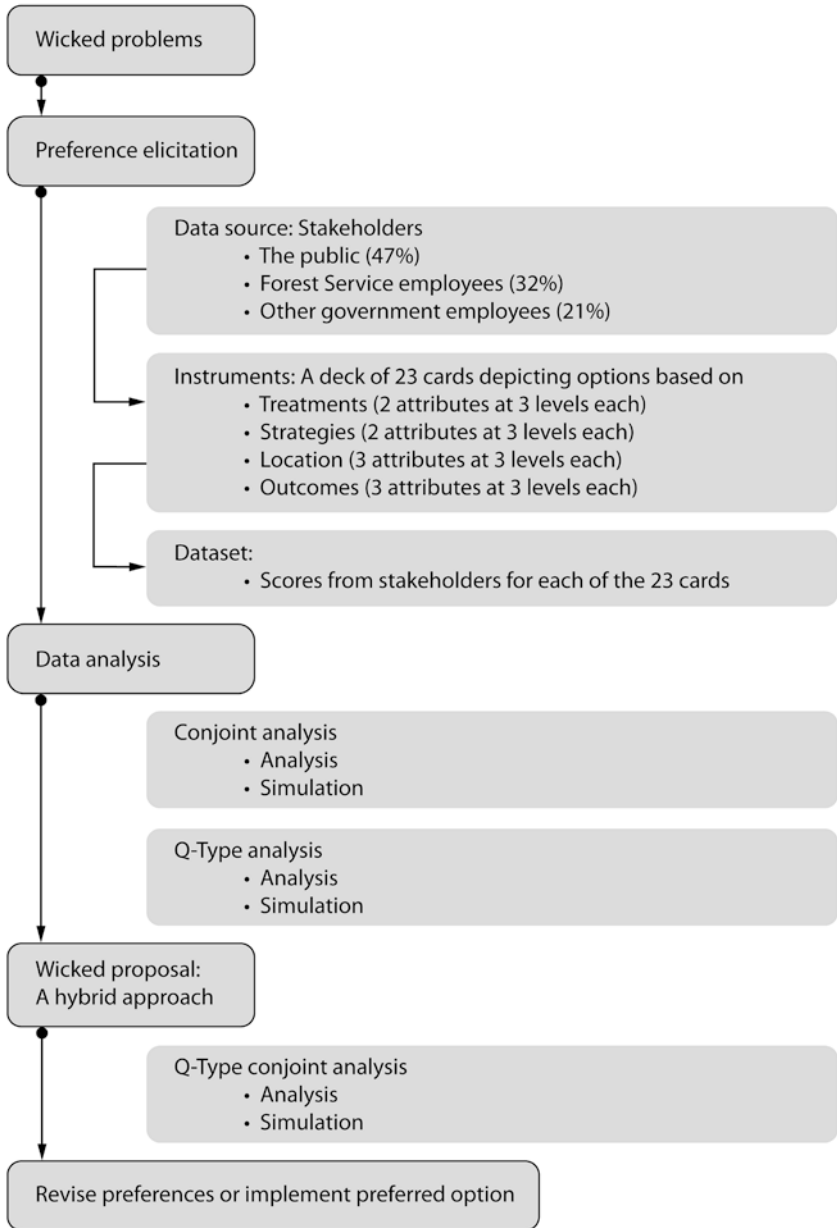 Wicked problems
Preference elicitation
Data source: Stakeholders
• The public (47%)
• Forest Service employees (32%)
• Other government employees (21%)
Instruments: A deck of 23 cards depicting options based on
• Treatments (2 attributes at 3 levels each)
• Strategies (2 attributes at 3 levels each)
• Location (3 attributes at 3 levels each)
• Outcomes (3 attributes at 3 levels each)
Dataset:
• Scores from stakeholders for each of the 23 cards
Data analysis
Conjoint analysis
• Analysis
• Simulation
Q-Type analysis
• Analysis
• Simulation
Wicked proposal:
A hybrid approach
Q-Type conjoint analysis
• Analysis
• Simulation
Revise preferences or implement preferred option